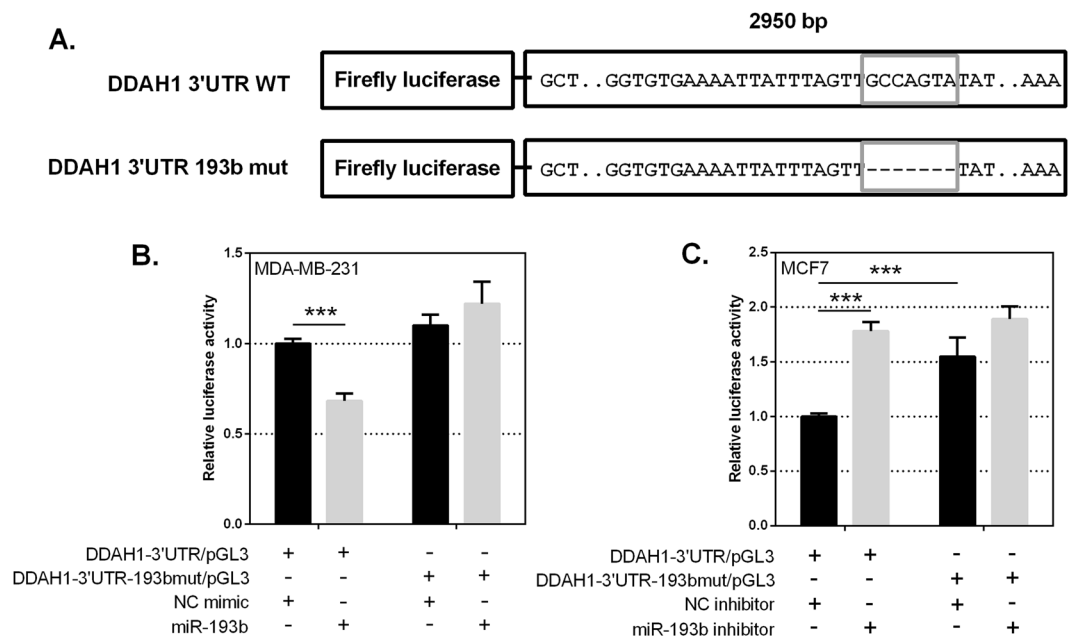 2950 bp
A.
DDAH1 3'UTR WT Firefly luciferase GCT..GGTGTGAAAATTATTTAGTTGCCAGTATAT..AAA
DDAH1 3'UTR 193b mut Firefly luciferase GCT..GGTGTGAAAATTATTTAGTT-------TAT..AAA
B.
MDA-MB-231
***
Relative luciferase activity
1.5
1.0
0.5
0.0
DDAH1-3'UTR/pGL3 + + - -
DDAH1-3'UTR-193bmut/pGL3 - - + +
NC mimic + - + -
miR-193b - + - +
C.
MCF7
***
***
Relative luciferase activity
2.5
2.0
1.5
1.0
0.5
0.0
DDAH1-3'UTR/pGL3 + + - -
DDAH1-3'UTR-193bmut/pGL3 - - + +
NC inhibitor + - + -
miR-193b inhibitor - + - +